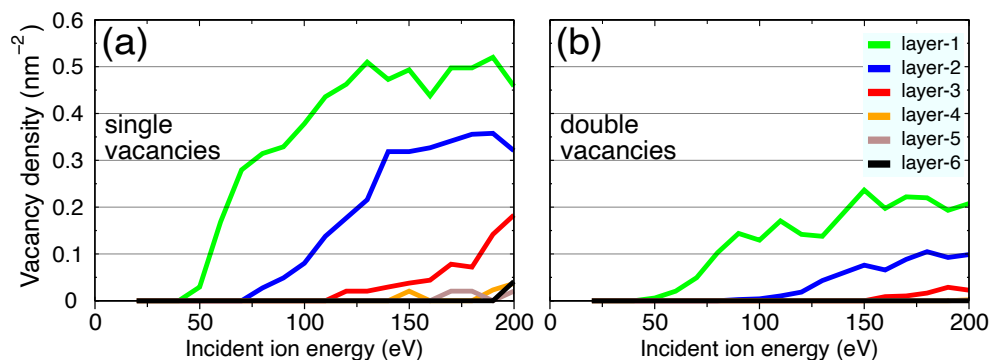 Vacancy density (nm⁻²)
0.6
0.5
0.4
0.3
0.2
0.1
0
(a)
single
vacancies
0
50
100
150
200
Incident ion energy (eV)
(b)
double
vacancies
layer-1
layer-2
layer-3
layer-4
layer-5
layer-6
0
50
100
150
200
Incident ion energy (eV)